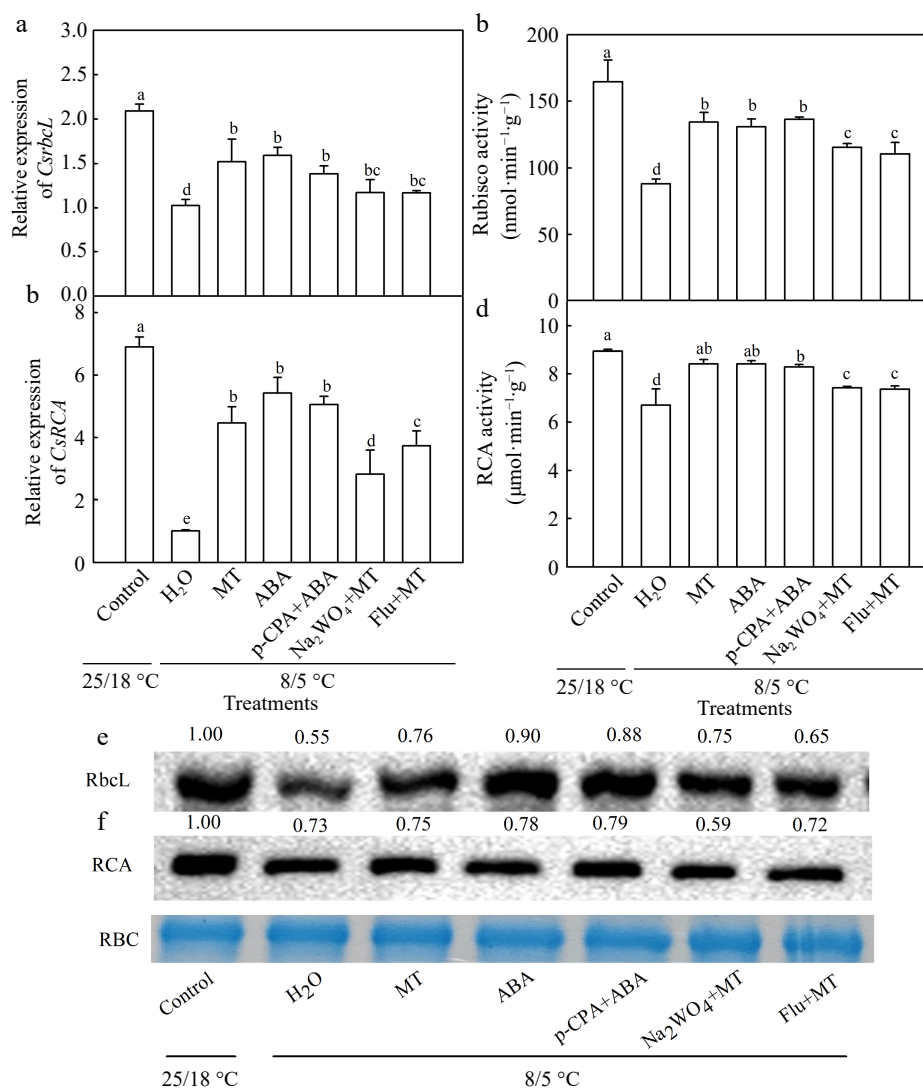 a
3.0
2.5
2.0
1.5
1.0
0.5
0.0
Relative expression
of CsrbcL
a
d
b
b
b
bc
bc
b
200
150
100
50
0
Rubisco activity
(nmol·min⁻¹·g⁻¹)
a
d
b
b
b
c
c
b
8
6
4
2
0
Relative expression
of CsRCA
a
e
b
b
b
d
c
d
10
8
6
4
2
0
RCA activity
(μmol·min⁻¹·g⁻¹)
a
d
ab
ab
b
c
c
Control
H₂O
MT
ABA
p-CPA+ABA
Na₂WO₄+MT
Flu+MT
25/18 °C
8/5 °C
Treatments
Control
H₂O
MT
ABA
p-CPA+ABA
Na₂WO₄+MT
Flu+MT
25/18 °C
8/5 °C
Treatments
e
1.00 0.55 0.76 0.90 0.88 0.75 0.65
RbcL
f
1.00 0.73 0.75 0.78 0.79 0.59 0.72
RCA
RBC
Control
H₂O
MT
ABA
p-CPA+ABA
Na₂WO₄+MT
Flu+MT
25/18 °C
8/5 °C